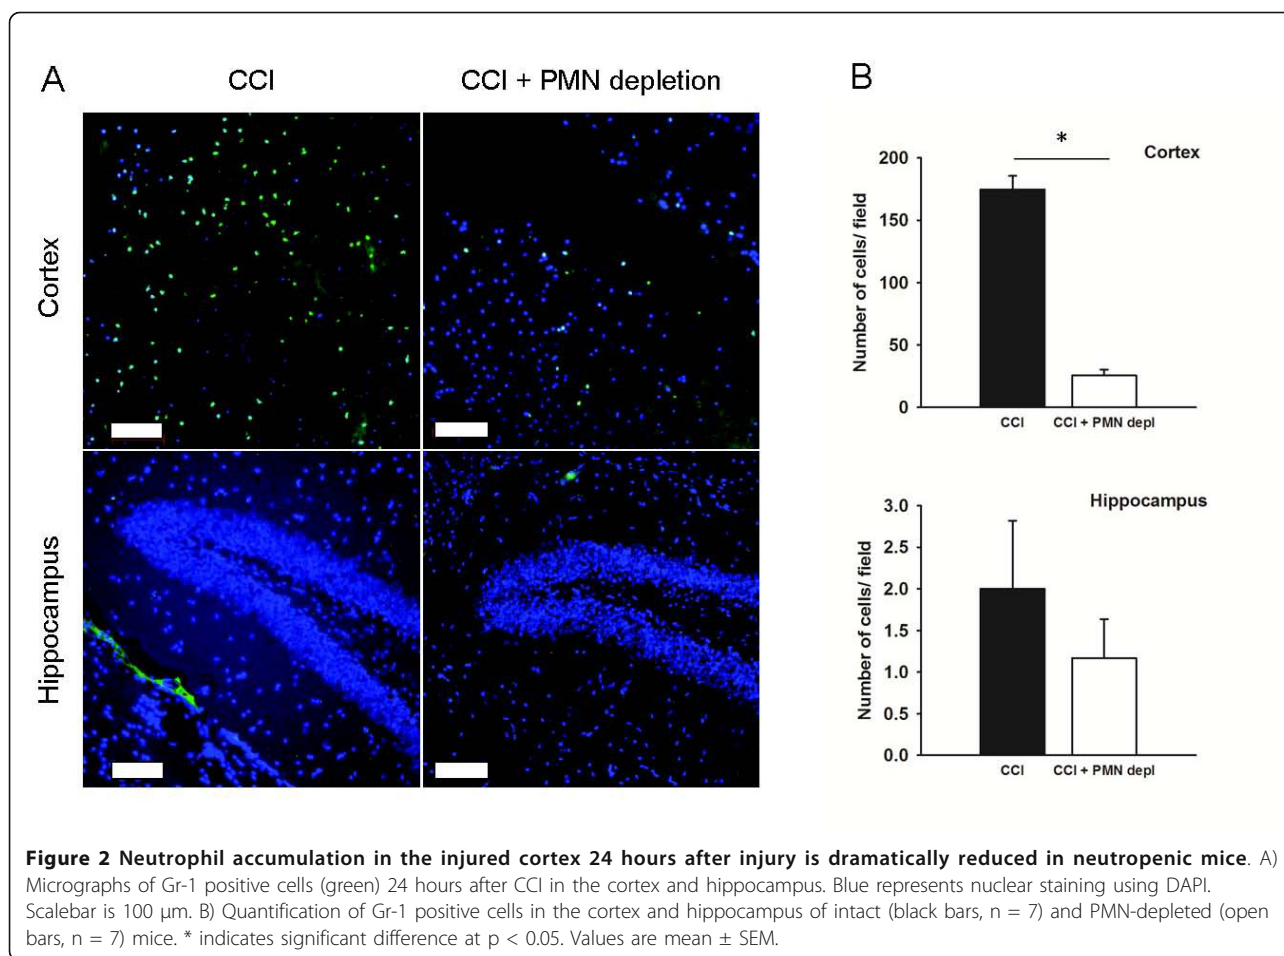 A
CCI
CCI + PMN depletion
Cortex
Hippocampus
B
*
Cortex
Number of cells/ field
200
150
100
50
0
CCI
CCI + PMN depl
Hippocampus
Number of cells/ field
3.0
2.5
2.0
1.5
1.0
0.5
0.0
CCI
CCI + PMN depl
Figure 2 Neutrophil accumulation in the injured cortex 24 hours after injury is dramatically reduced in neutropenic mice. A)
Micrographs of Gr-1 positive cells (green) 24 hours after CCI in the cortex and hippocampus. Blue represents nuclear staining using DAPI.
Scalebar is 100 μm. B) Quantification of Gr-1 positive cells in the cortex and hippocampus of intact (black bars, n = 7) and PMN-depleted (open
bars, n = 7) mice. * indicates significant difference at p < 0.05. Values are mean ± SEM.